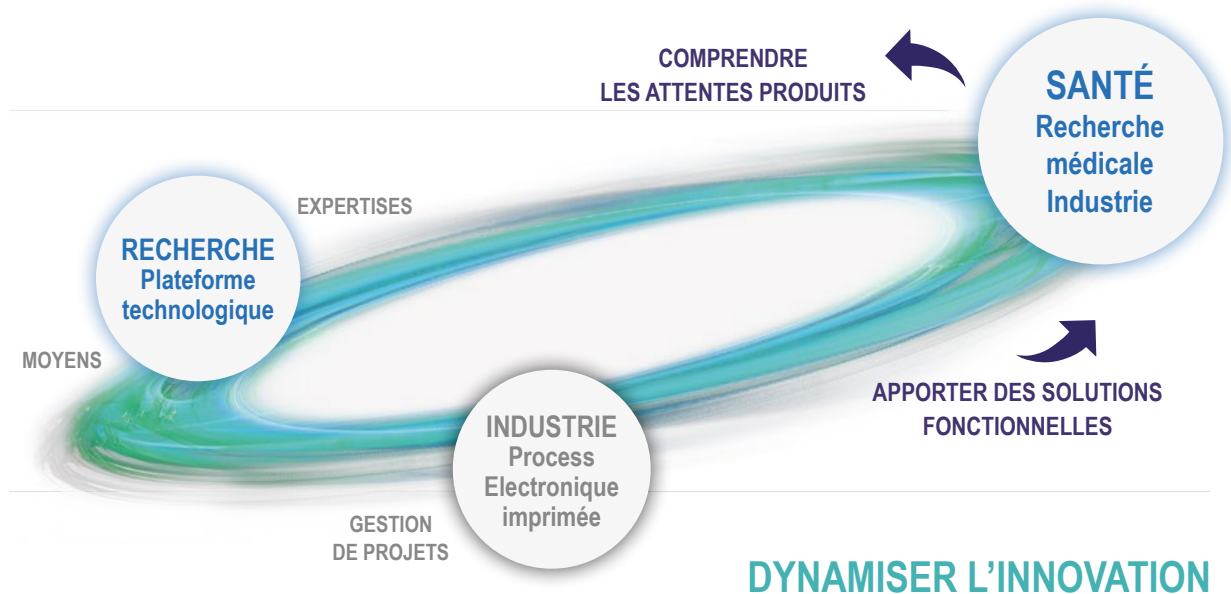 COMPRENDRE
LES ATTENTES PRODUITS
SANTÉ
Recherche
médicale
Industrie
EXPERTISES
RECHERCHE
Plateforme
technologique
MOYENS
APPORTER DES SOLUTIONS
FONCTIONNELLES
INDUSTRIE
Process
Electronique
imprimée
GESTION
DE PROJETS
DYNAMISER L’INNOVATION